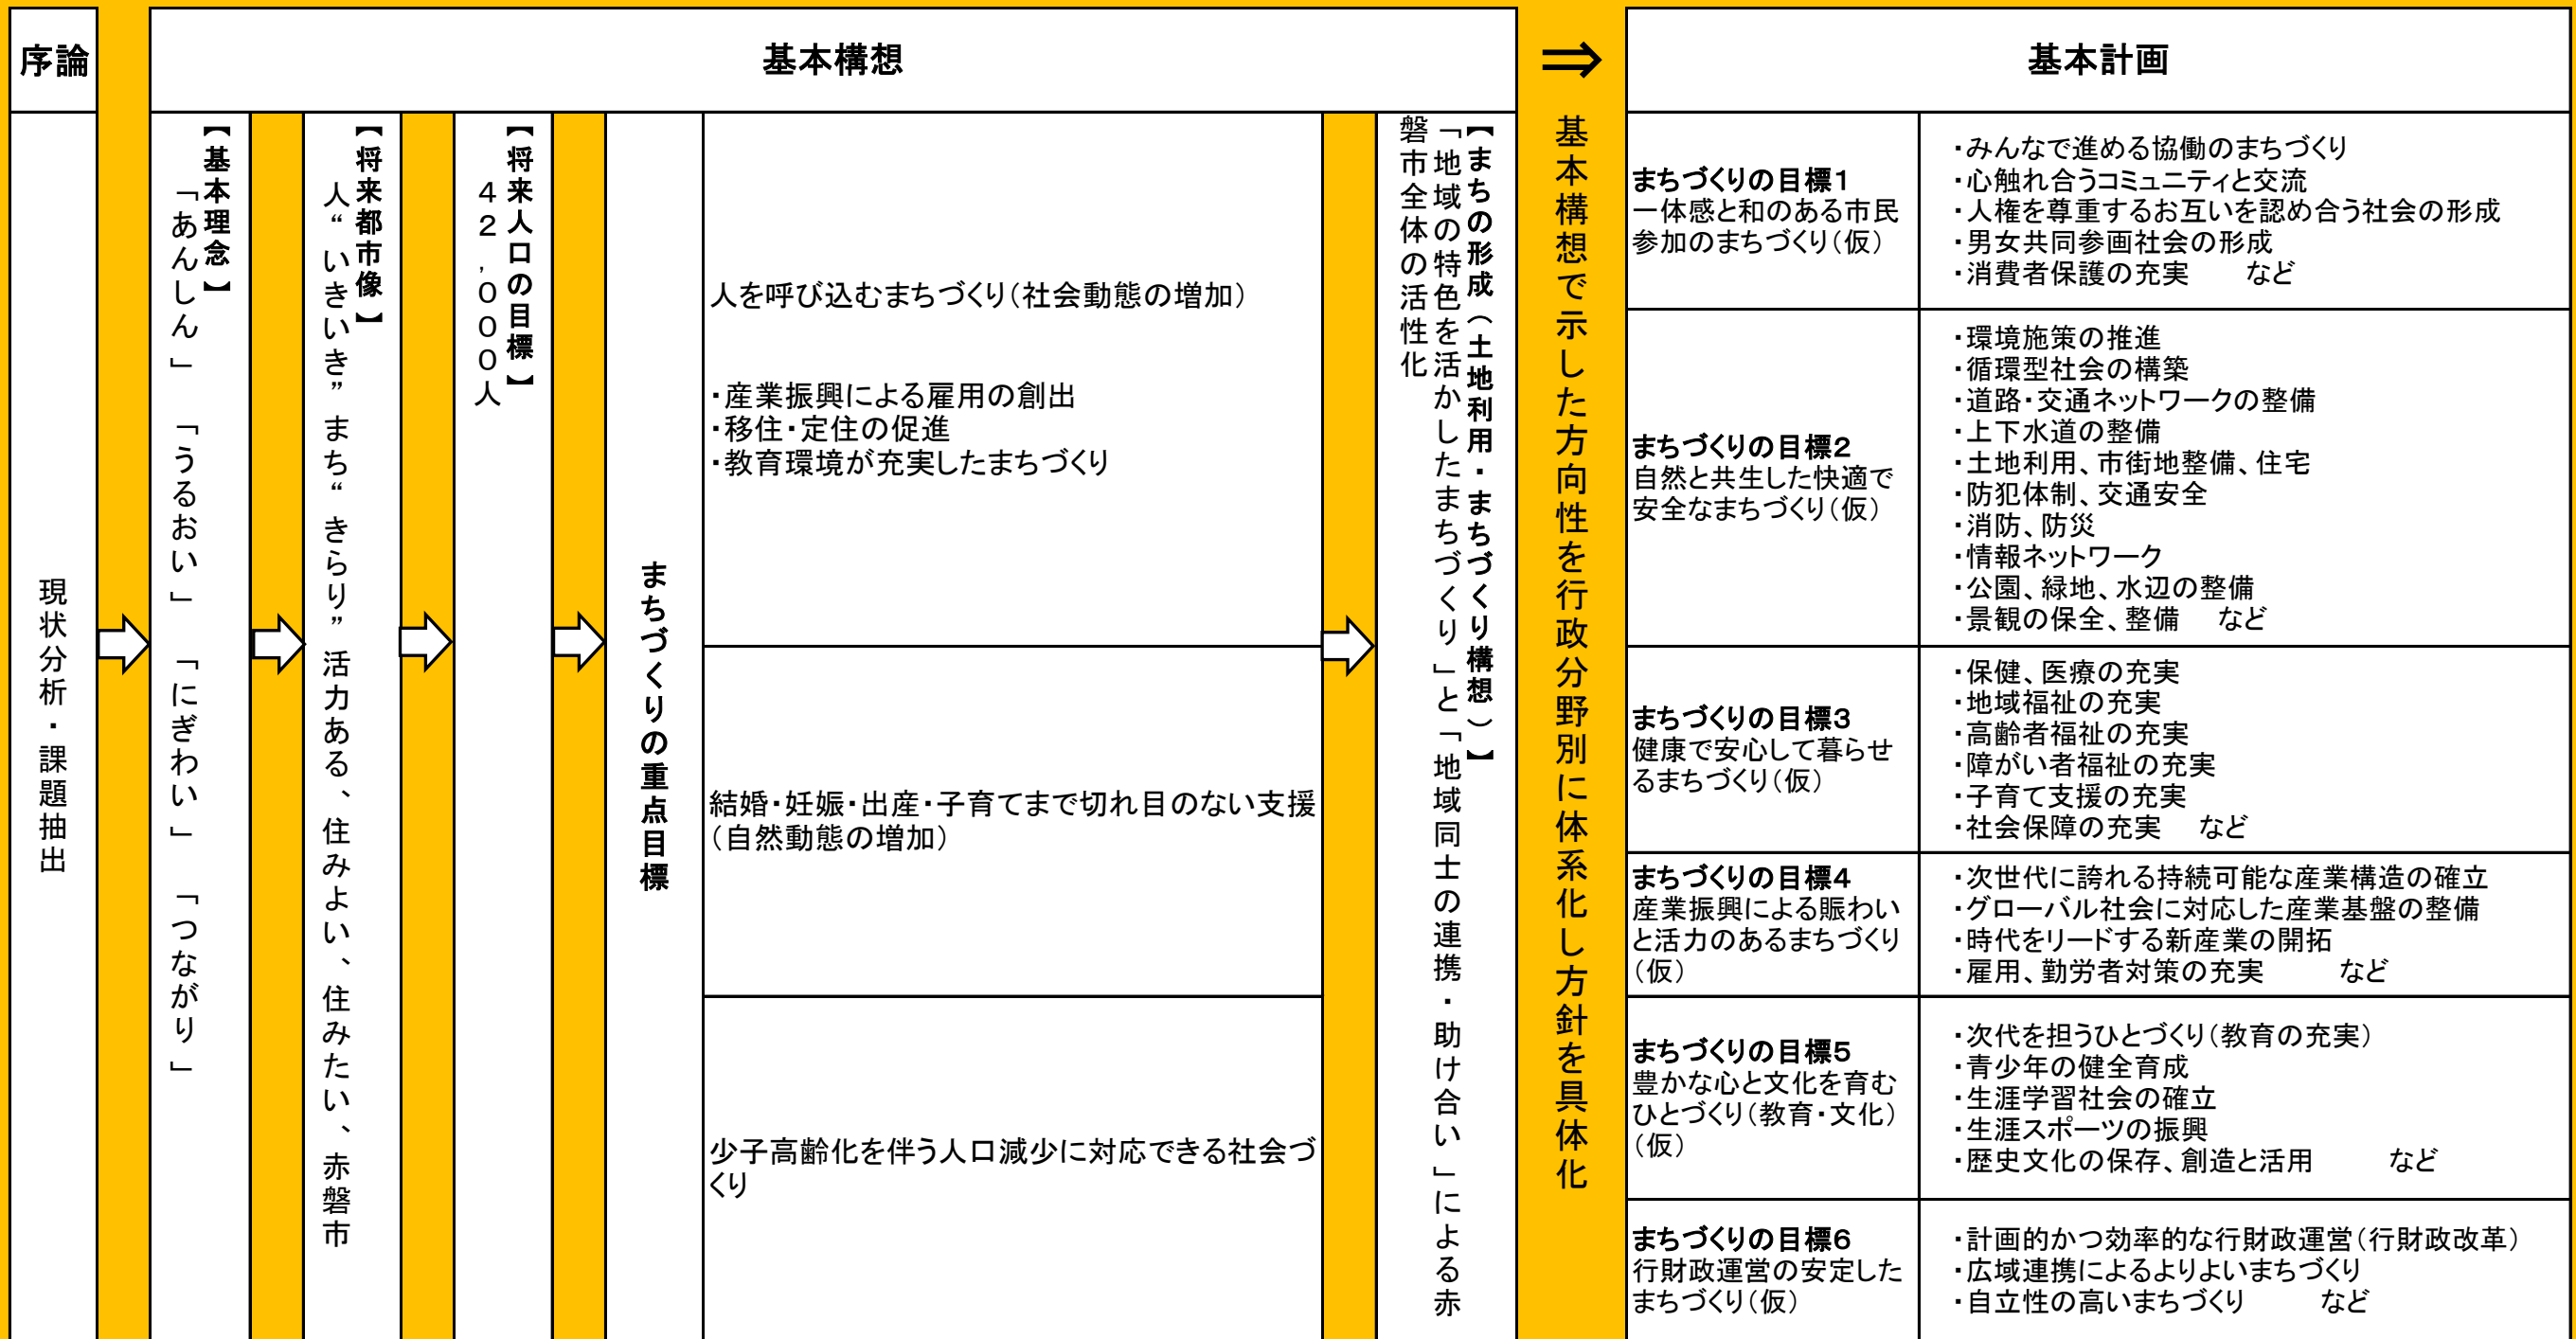 序論
現状分析・課題抽出
基本構想
【基本理念】
「あんしん」「うるおい」「にぎわい」「つながり」
【将来都市像】
人“いきいき”まち“きらり”活力ある、住みよい、住みたい、赤磐市
【将来人口の目標】
４２,０００人
まちづくりの重点目標
人を呼び込むまちづくり（社会動態の増加）
・産業振興による雇用の創出
・移住・定住の促進
・教育環境が充実したまちづくり
結婚・妊娠・出産・子育てまで切れ目のない支援
（自然動態の増加）
少子高齢化を伴う人口減少に対応できる社会づ
くり
【まちの形成（土地利用・まちづくり構想）】
「地域の特色を活かしたまちづくり」と「地域同士の連携・助け合い」による赤
磐市全体の活性化
⇒
基本構想で示した方向性を行政分野別に体系化し方針を具体化
基本計画
まちづくりの目標１
一体感と和のある市民
参加のまちづくり（仮）
・みんなで進める協働のまちづくり
・心触れ合うコミュニティと交流
・人権を尊重するお互いを認め合う社会の形成
・男女共同参画社会の形成
・消費者保護の充実　　など
まちづくりの目標２
自然と共生した快適で
安全なまちづくり（仮）
・環境施策の推進
・循環型社会の構築
・道路・交通ネットワークの整備
・上下水道の整備
・土地利用、市街地整備、住宅
・防犯体制、交通安全
・消防、防災
・情報ネットワーク
・公園、緑地、水辺の整備
・景観の保全、整備　など
まちづくりの目標３
健康で安心して暮らせ
るまちづくり（仮）
・保健、医療の充実
・地域福祉の充実
・高齢者福祉の充実
・障がい者福祉の充実
・子育て支援の充実
・社会保障の充実　など
まちづくりの目標４
産業振興による賑わい
と活力のあるまちづくり
（仮）
・次世代に誇れる持続可能な産業構造の確立
・グローバル社会に対応した産業基盤の整備
・時代をリードする新産業の開拓
・雇用、勤労者対策の充実　　など
まちづくりの目標５
豊かな心と文化を育む
ひとづくり（教育・文化）
（仮）
・次代を担うひとづくり（教育の充実）
・青少年の健全育成
・生涯学習社会の確立
・生涯スポーツの振興
・歴史文化の保存、創造と活用　　など
まちづくりの目標６
行財政運営の安定した
まちづくり（仮）
・計画的かつ効率的な行財政運営（行財政改革）
・広域連携によるよりよいまちづくり
・自立性の高いまちづくり　　など